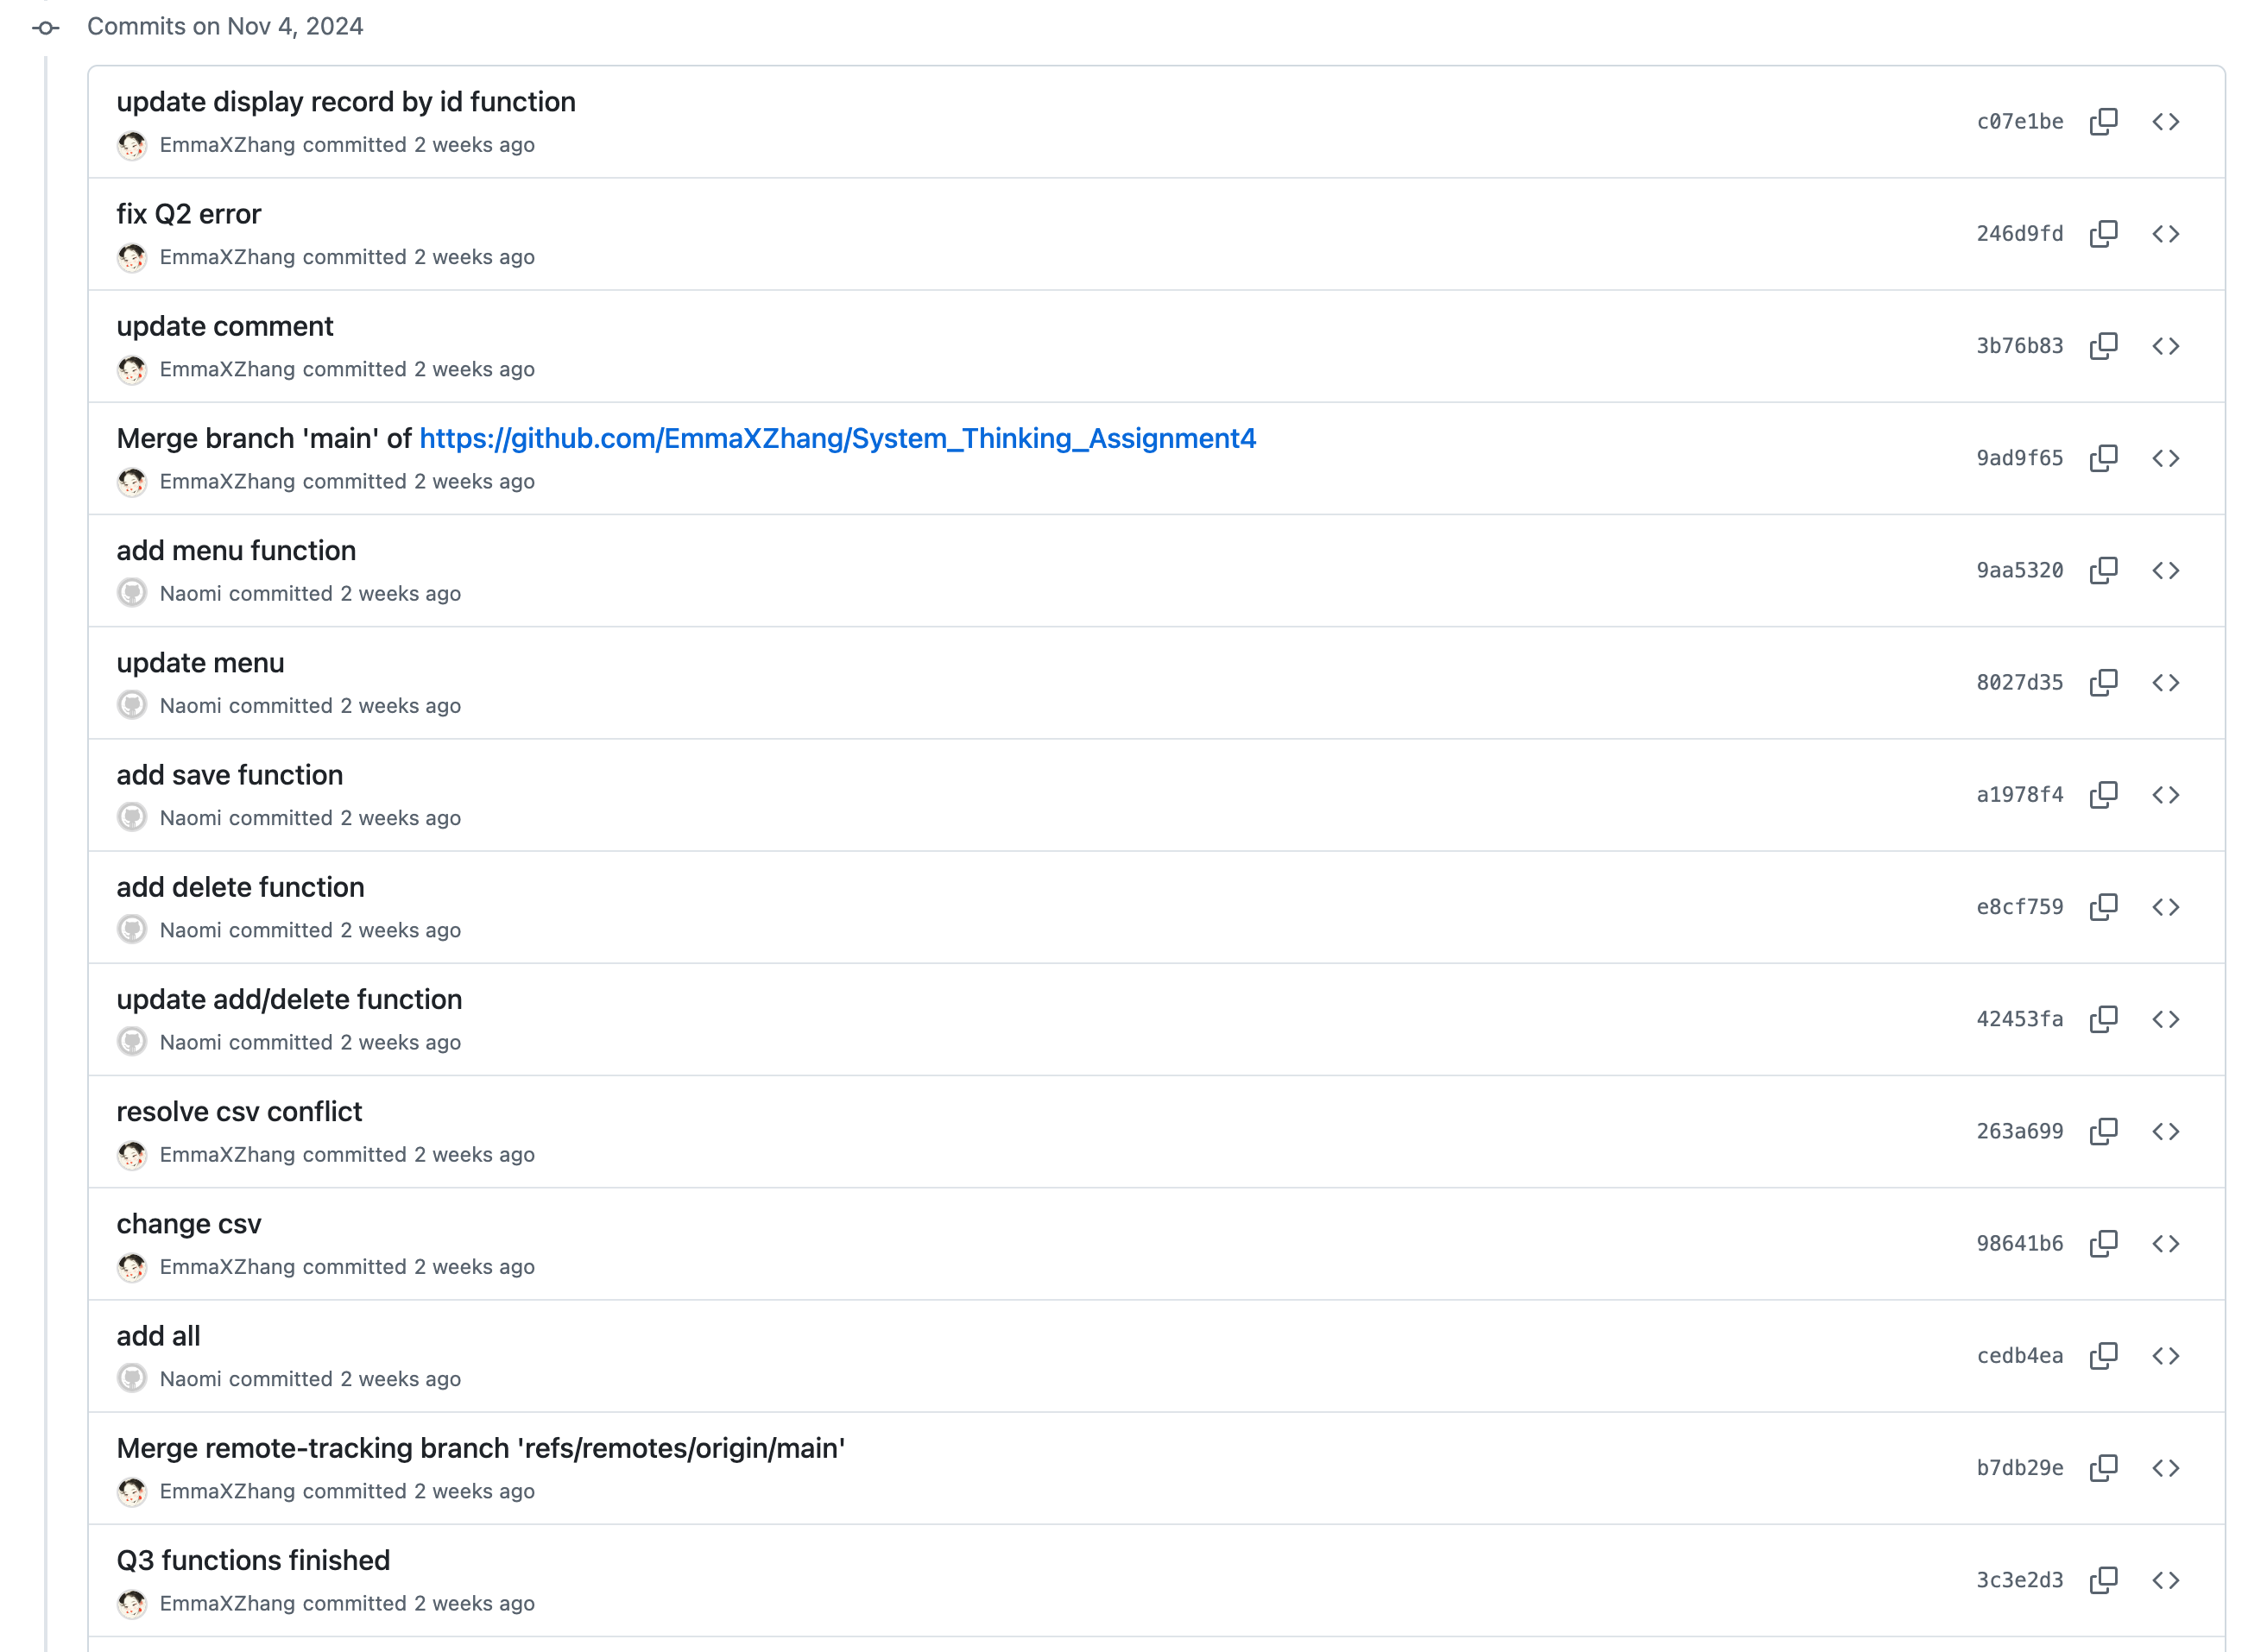 Commits on Nov 4, 2024
update display record by id function
EmmaXZhang committed 2 weeks ago
c07e1be
fix Q2 error
EmmaXZhang committed 2 weeks ago
246d9fd
update comment
EmmaXZhang committed 2 weeks ago
3b76b83
Merge branch 'main' of https://github.com/EmmaXZhang/System_Thinking_Assignment4
EmmaXZhang committed 2 weeks ago
9ad9f65
add menu function
Naomi committed 2 weeks ago
9aa5320
update menu
Naomi committed 2 weeks ago
8027d35
add save function
Naomi committed 2 weeks ago
a1978f4
add delete function
Naomi committed 2 weeks ago
e8cf759
update add/delete function
Naomi committed 2 weeks ago
42453fa
resolve csv conflict
EmmaXZhang committed 2 weeks ago
263a699
change csv
EmmaXZhang committed 2 weeks ago
98641b6
add all
Naomi committed 2 weeks ago
cedb4ea
Merge remote-tracking branch 'refs/remotes/origin/main'
EmmaXZhang committed 2 weeks ago
b7db29e
Q3 functions finished
EmmaXZhang committed 2 weeks ago
3c3e2d3